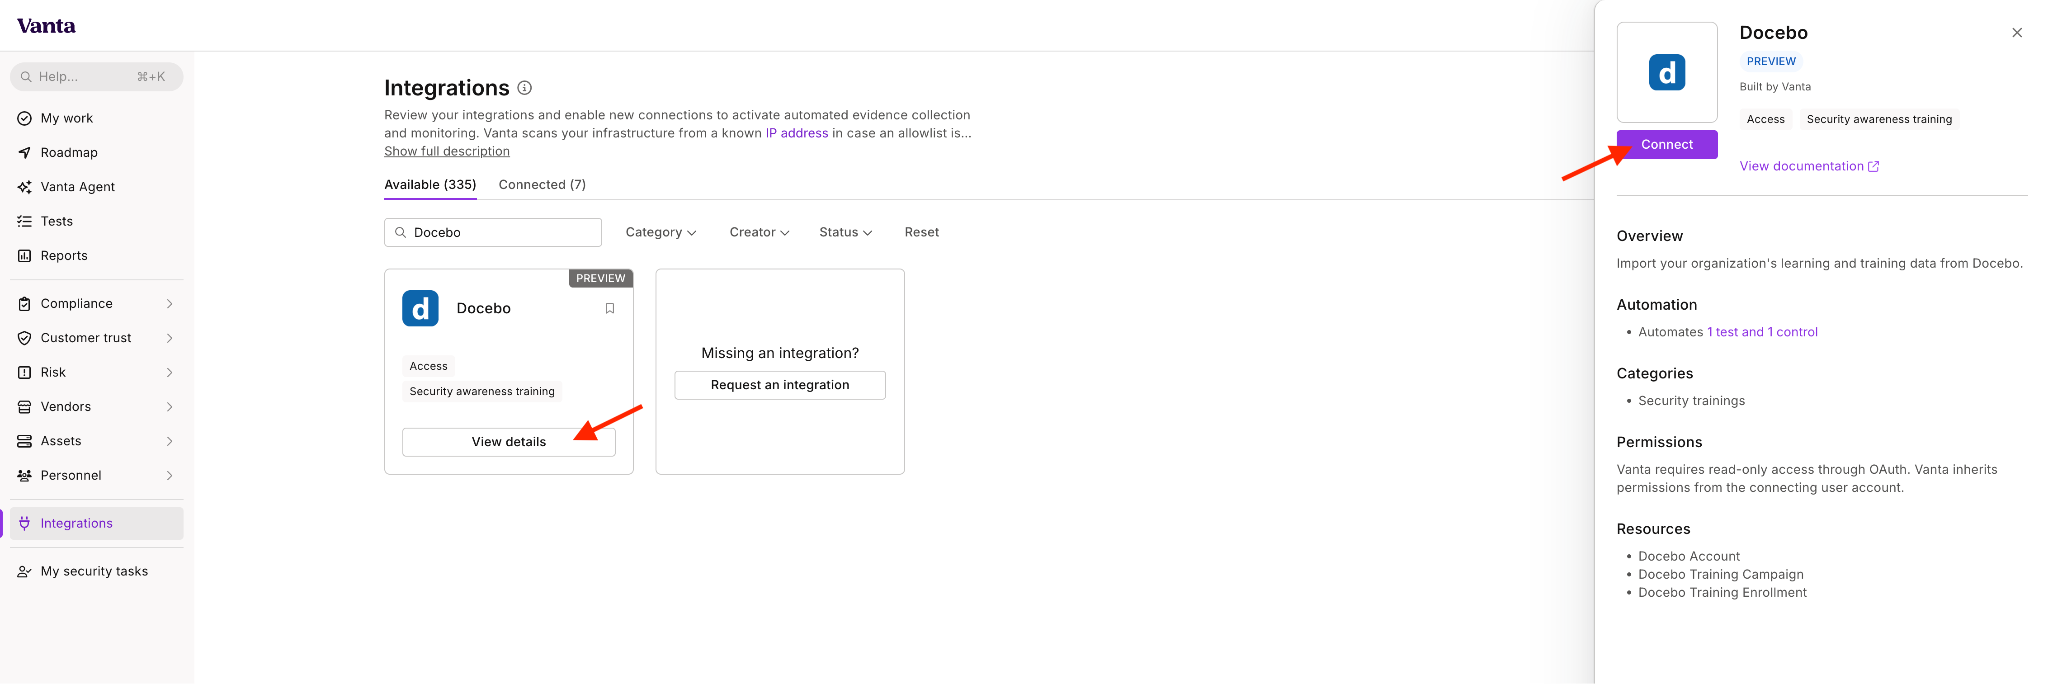 Vanta
Help...
⌘+K
My work
Roadmap
Vanta Agent
Tests
Reports
Compliance
Customer trust
Risk
Vendors
Assets
Personnel
Integrations
My security tasks
Integrations
Review your integrations and enable new connections to activate automated evidence collection
and monitoring. Vanta scans your infrastructure from a known IP address in case an allowlist is...
Show full description
Available (335)
Connected (7)
Docebo
Category
Creator
Status
Reset
PREVIEW
d
Docebo
Access
Security awareness training
View details
Missing an integration?
Request an integration
d
Connect
Docebo
PREVIEW
Built by Vanta
Access
Security awareness training
View documentation
Overview
Import your organization's learning and training data from Docebo.
Automation
• Automates 1 test and 1 control
Categories
• Security trainings
Permissions
Vanta requires read-only access through OAuth. Vanta inherits
permissions from the connecting user account.
Resources
• Docebo Account
• Docebo Training Campaign
• Docebo Training Enrollment